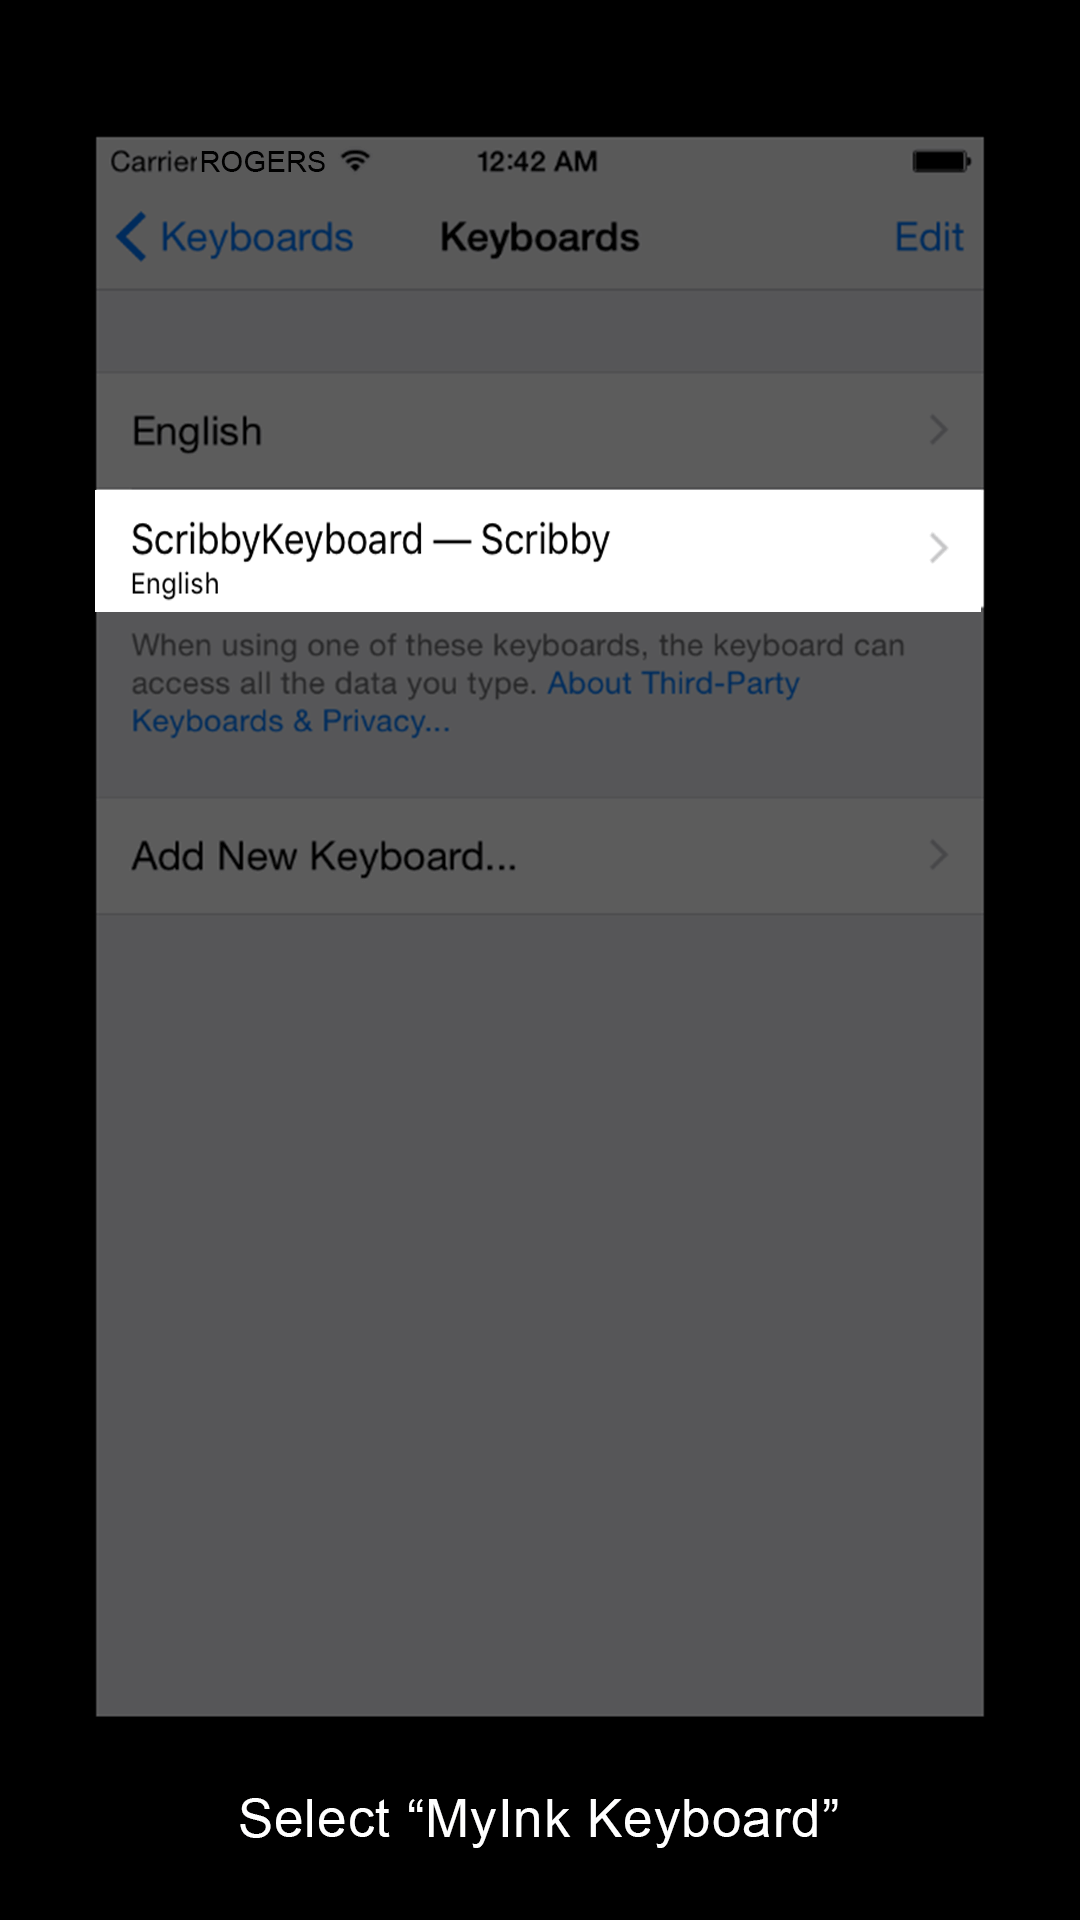 CarrierROGERS 12:42 AM
Keyboards Keyboards Edit
English
ScribbyKeyboard — Scribby
English
When using one of these keyboards, the keyboard can
access all the data you type. About Third-Party
Keyboards & Privacy...
Add New Keyboard...
Select “MyInk Keyboard”